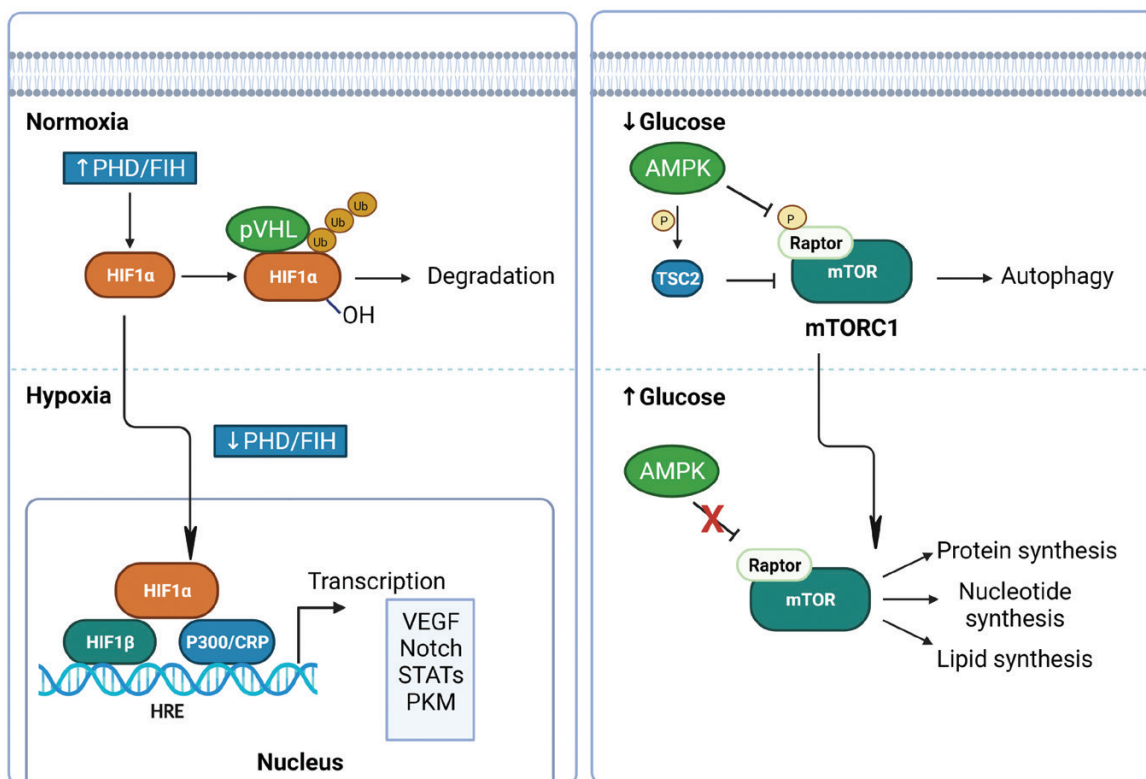 Normoxia
↑PHD/FIH
HIF1α
pVHL
Ub
Ub
Ub
HIF1α
OH
Degradation
Hypoxia
↓PHD/FIH
HIF1α
HIF1β
P300/CRP
HRE
Transcription
VEGF
Notch
STATs
PKM
Nucleus
↓Glucose
AMPK
P
TSC2
P
Raptor
mTOR
mTORC1
Autophagy
↑Glucose
AMPK
X
Raptor
mTOR
Protein synthesis
Nucleotide
synthesis
Lipid synthesis